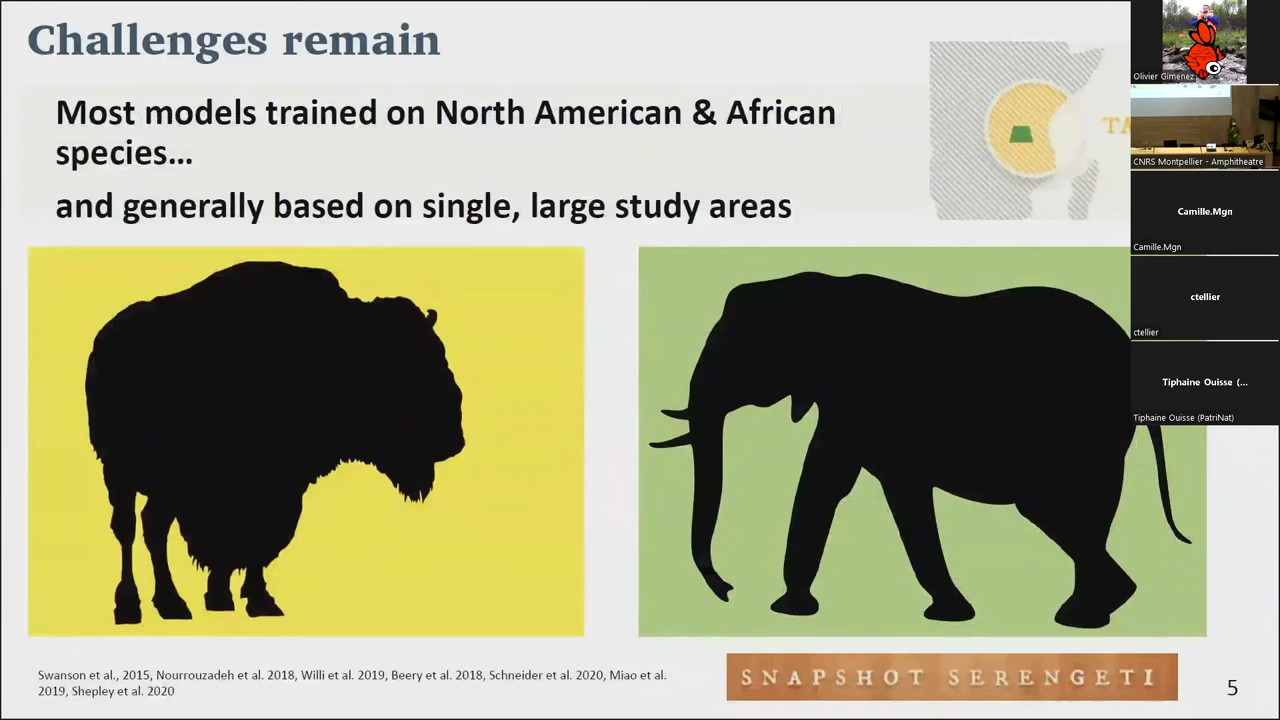 Challenges remain
Most models trained on North American & African
species…
and generally based on single, large study areas
TA
Swanson et al., 2015, Nourrouzadeh et al. 2018, Willi et al. 2019, Beery et al. 2018, Schneider et al. 2020, Miao et al.
2019, Shepley et al. 2020
SNAPSHOT SERENGETI
5
Olivier Gimenez
CNRS Montpellier - Amphitheatre
Camille.Mgn
Camille.Mgn
ctellier
ctellier
Tiphaine Ouisse (...
Tiphaine Ouisse (PatriNat)